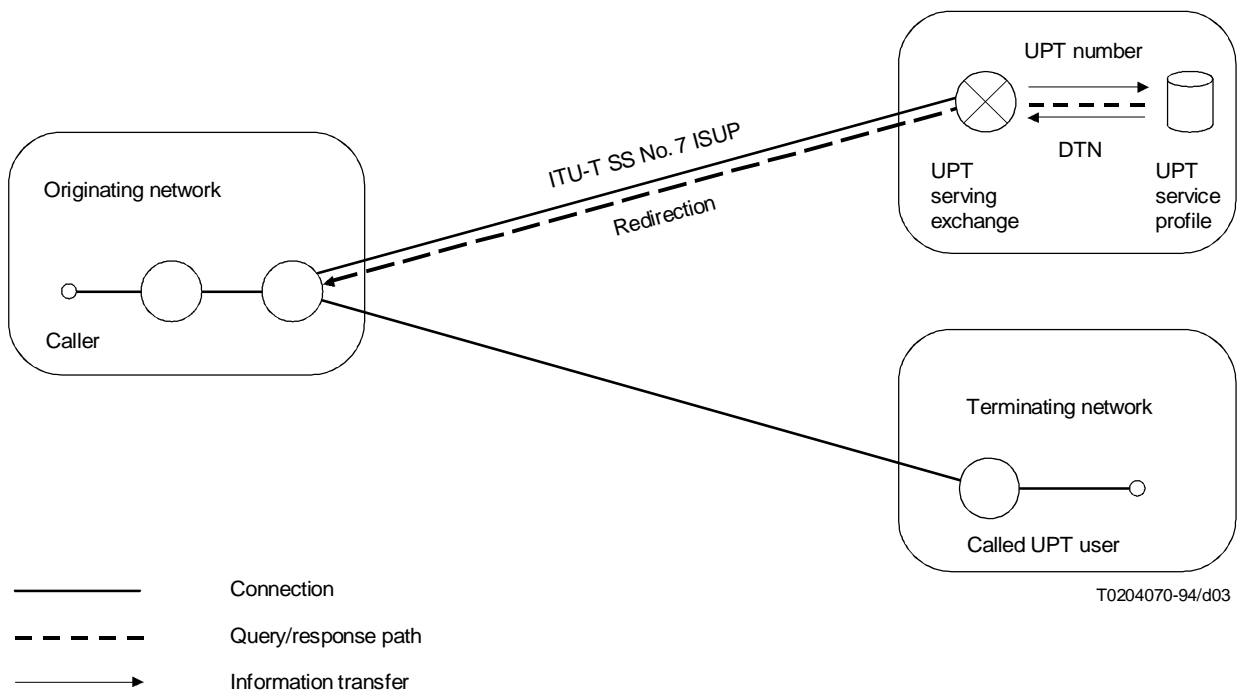 UPT number
DTN
UPT
serving
exchange
UPT
service
profile
ITU-T SS No. 7 ISUP
Redirection
Originating network
Caller
Terminating network
Called UPT user
T0204070-94/d03
Connection
Query/response path
Information transfer